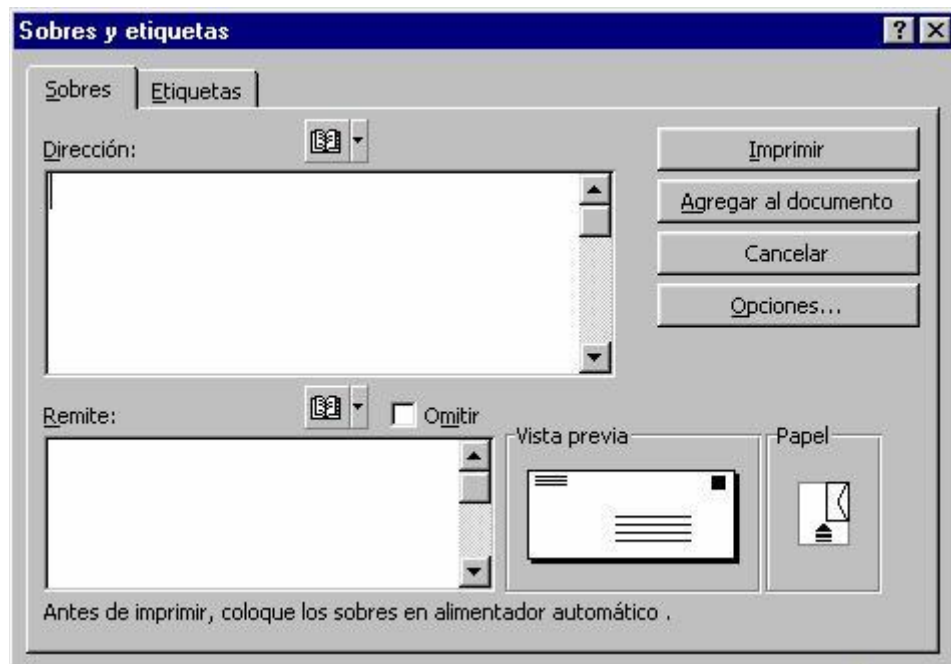 Sobres y etiquetas
Sobres Etiquetas
Dirección:
Imprimir
Agregar al documento
Cancelar
Opciones...
Remite:
Omitir
Vista previa
Papel
Antes de imprimir, coloque los sobres en alimentador automático .